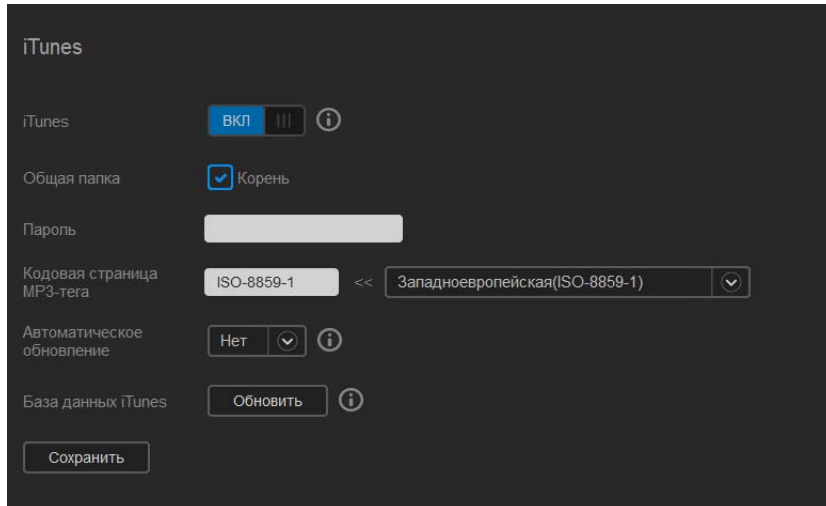 iTunes
iTunes ВКЛ
Общая папка Корень
Пароль
Кодовая страница
MP3-тега ISO-8859-1 << Западноевропейская(ISO-8859-1)
Автоматическое
обновление Нет
База данных iTunes Обновить
Сохранить